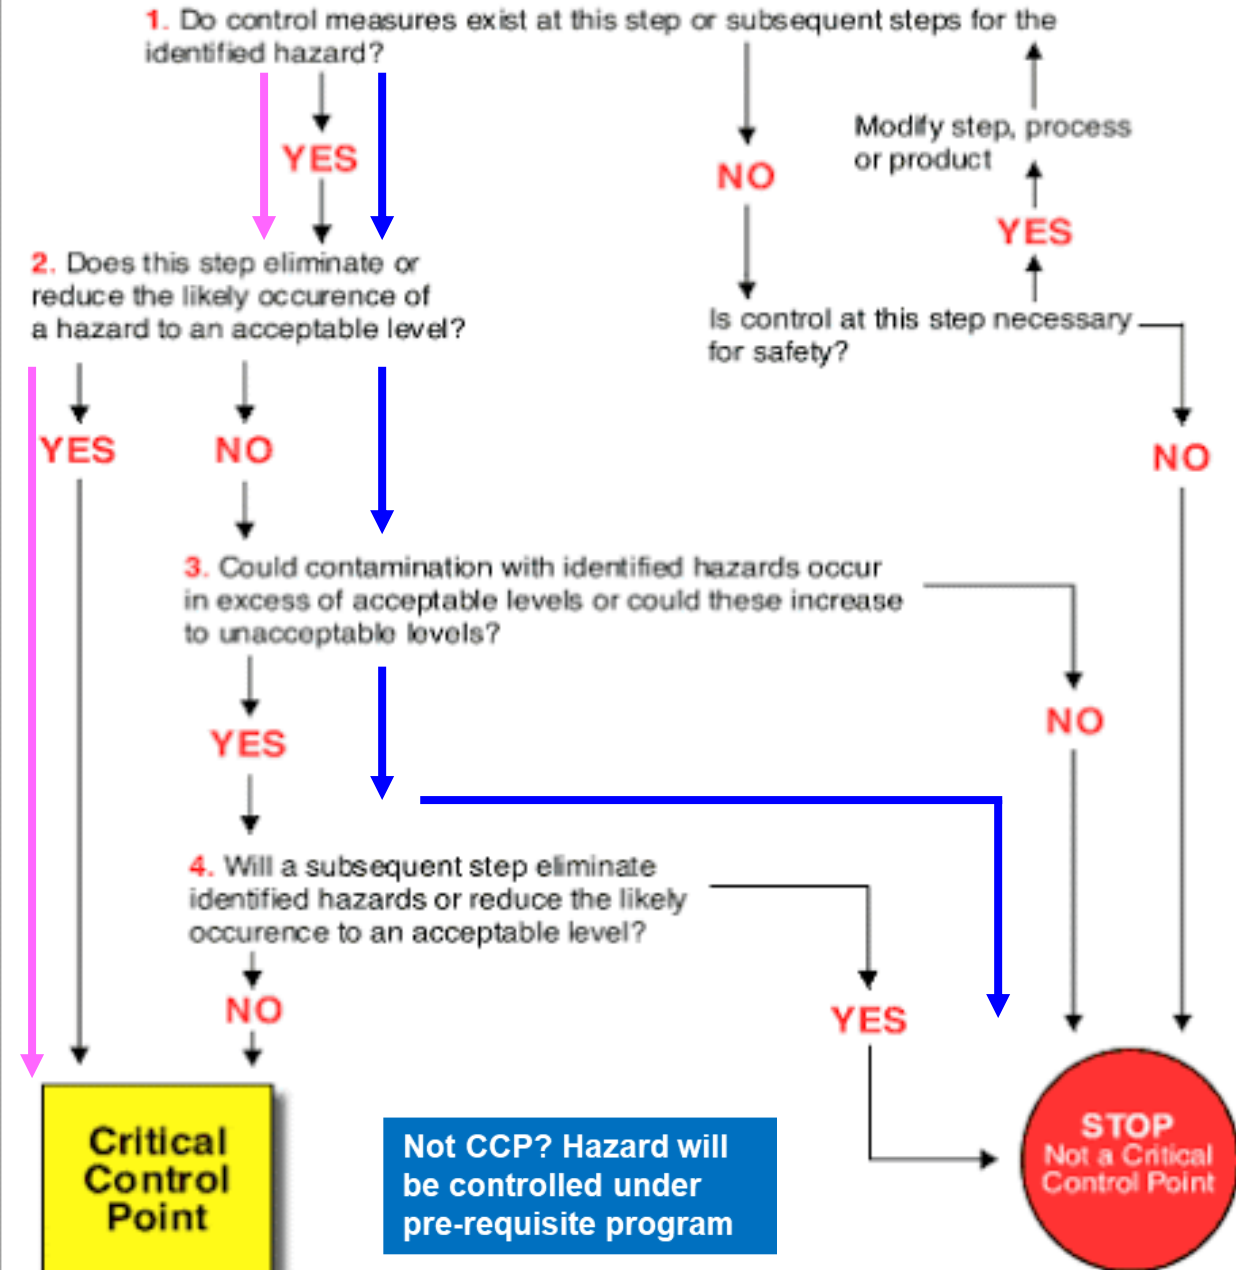 1. Do control measures exist at this step or subsequent steps for the
identified hazard?
YES
NO
Modify step, process
or product
YES
Is control at this step necessary
for safety?
NO
2. Does this step eliminate or
reduce the likely occurence of
a hazard to an acceptable level?
YES
NO
3. Could contamination with identified hazards occur
in excess of acceptable levels or could these increase
to unacceptable levels?
YES
NO
4. Will a subsequent step eliminate
identified hazards or reduce the likely
occurence to an acceptable level?
NO
YES
Critical
Control
Point
Not CCP? Hazard will
be controlled under
pre-requisite program
STOP
Not a Critical
Control Point